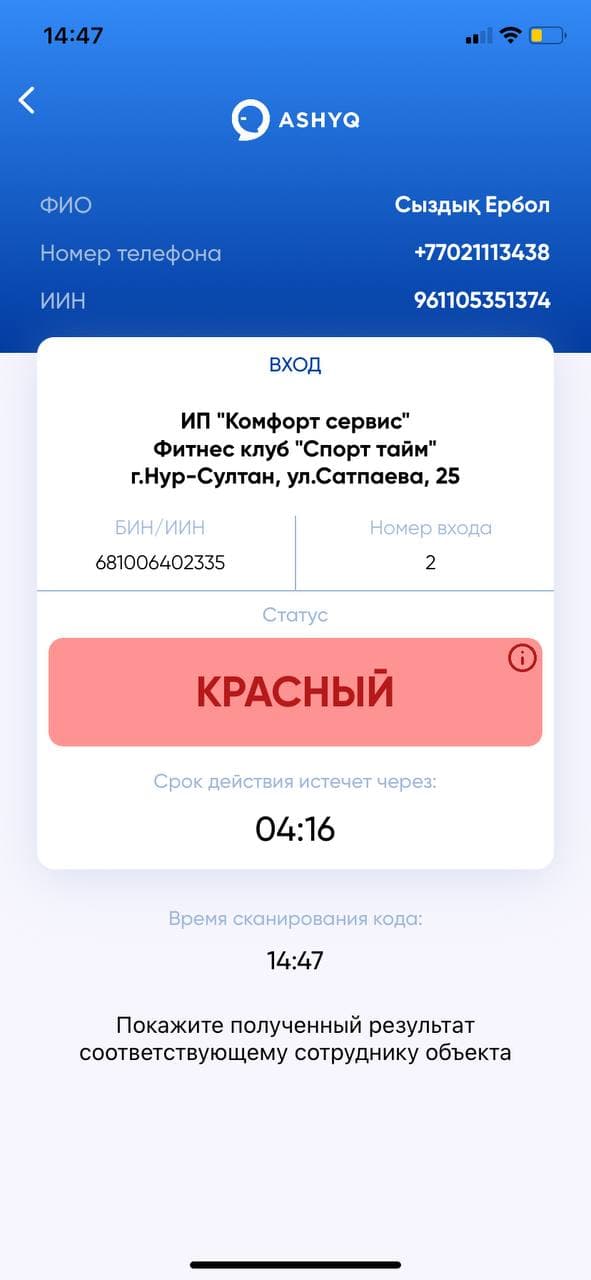 14:47
ASHYQ
ФИО Сыздық Ербол
Номер телефона +77021113438
ИИН 961105351374
ВХОД
ИП "Комфорт сервис"
Фитнес клуб "Спорт тайм"
г.Нур-Султан, ул.Сатпаева, 25
БИН/ИИН Номер входа
681006402335 2
Статус
КРАСНЫЙ
Срок действия истечет через:
04:16
Время сканирования кода:
14:47
Покажите полученный результат
соответствующему сотруднику объекта